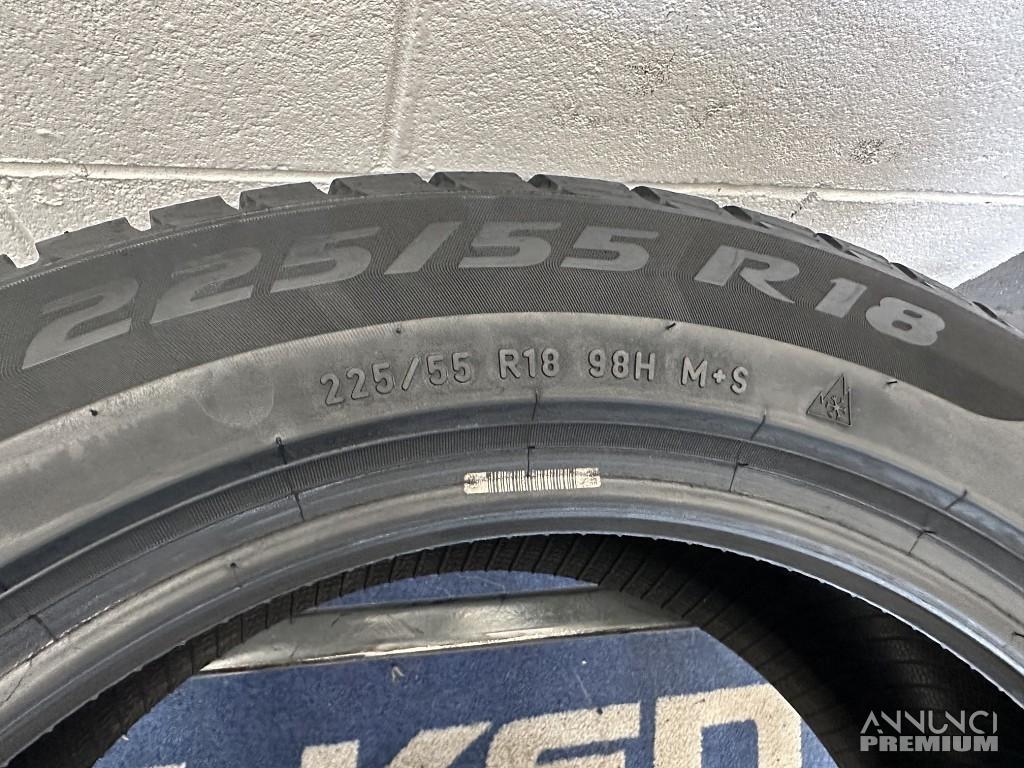 225/55 R18
225/55 R18 98H M+S
ANNUNCI
PREMIUM